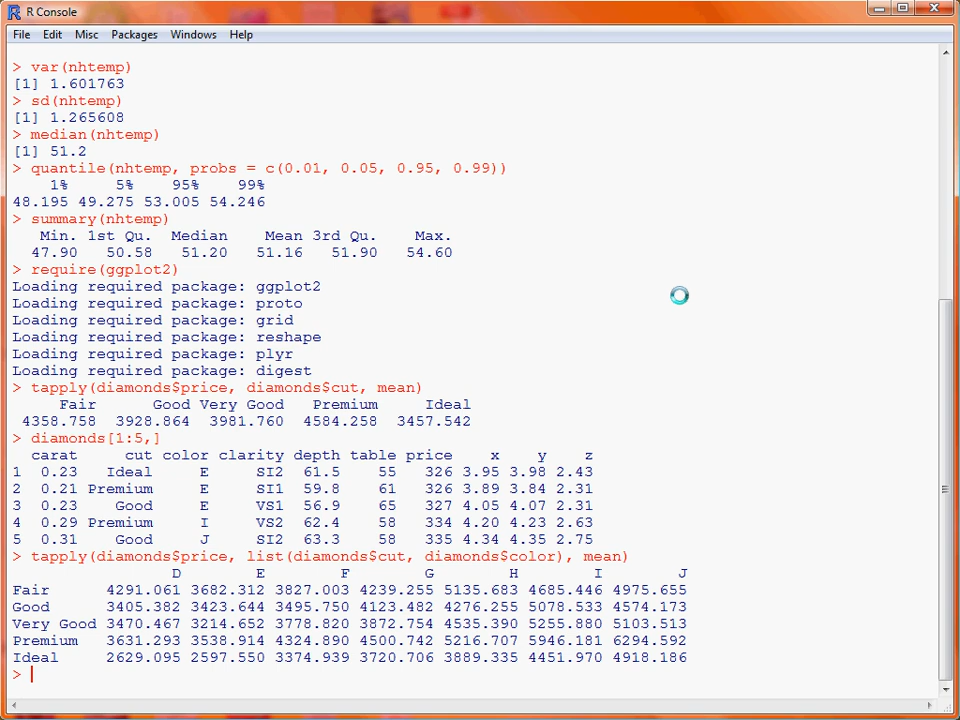 R Console
File Edit Misc Packages Windows Help
> var(nhtemp)
[1] 1.601763
> sd(nhtemp)
[1] 1.265608
> median(nhtemp)
[1] 51.2
> quantile(nhtemp, probs = c(0.01, 0.05, 0.95, 0.99))
1% 5% 95% 99%
48.195 49.275 53.005 54.246
> summary(nhtemp)
Min. 1st Qu. Median Mean 3rd Qu. Max.
47.90 50.58 51.20 51.16 51.90 54.60
> require(ggplot2)
Loading required package: ggplot2
Loading required package: proto
Loading required package: grid
Loading required package: reshape
Loading required package: plyr
Loading required package: digest
> tapply(diamonds$price, diamonds$cut, mean)
Fair Good Very Good Premium Ideal
4358.758 3928.864 3981.760 4584.258 3457.542
> diamonds[1:5,]
carat cut color clarity depth table price x y z
1 0.23 Ideal E SI2 61.5 55 326 3.95 3.98 2.43
2 0.21 Premium E SI1 59.8 61 326 3.89 3.84 2.31
3 0.23 Good E VS1 56.9 65 327 4.05 4.07 2.31
4 0.29 Premium I VS2 62.4 58 334 4.20 4.23 2.63
5 0.31 Good J SI2 63.3 58 335 4.34 4.35 2.75
> tapply(diamonds$price, list(diamonds$cut, diamonds$color), mean)
D E F G H I J
Fair 4291.061 3682.312 3827.003 4239.255 5135.683 4685.446 4975.655
Good 3405.382 3423.644 3495.750 4123.482 4276.255 5078.533 4574.173
Very Good 3470.467 3214.652 3778.820 3872.754 4535.390 5255.880 5103.513
Premium 3631.293 3538.914 4324.890 4500.742 5216.707 5946.181 6294.592
Ideal 2629.095 2597.550 3374.939 3720.706 3889.335 4451.970 4918.186
>